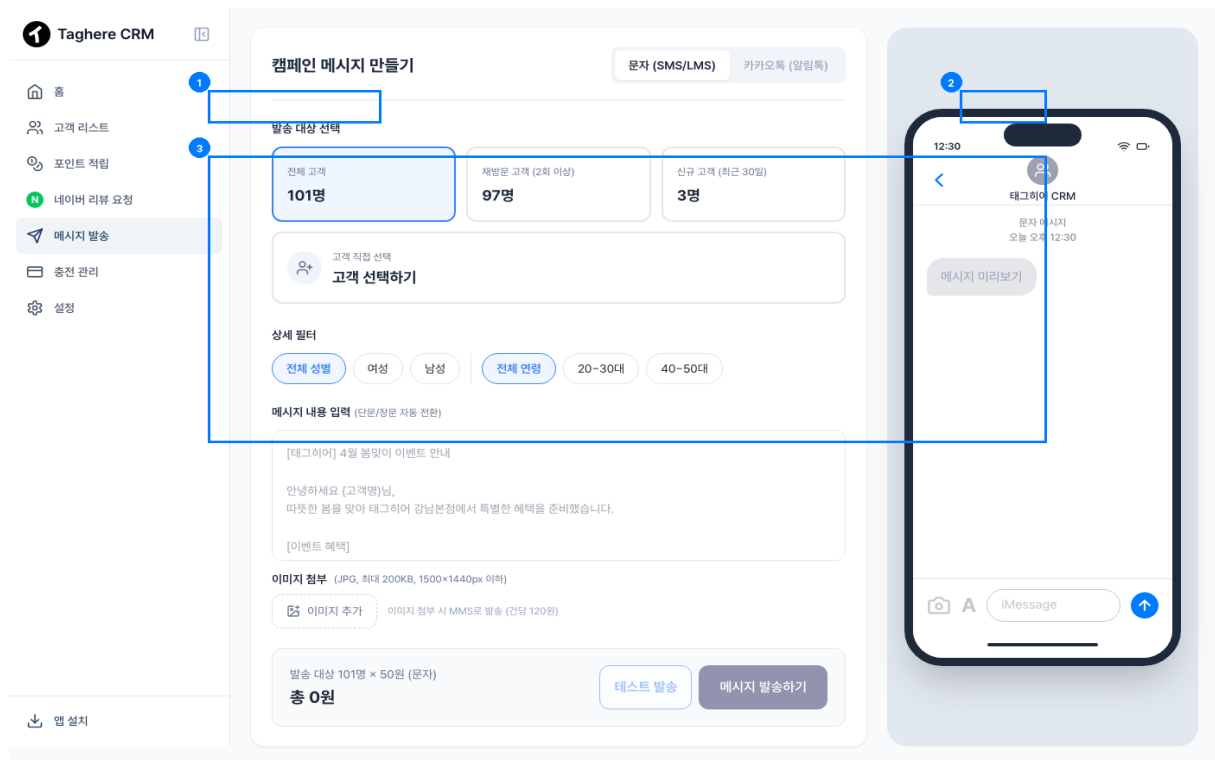 Taghere CRM
홈
고객 리스트
포인트 적립
N 네이버 리뷰 요청
메시지 발송
충전 관리
설정
앱 설치
캠페인 메시지 만들기
문자 (SMS/LMS)
카카오톡 (알림톡)
1
발송 대상 선택
3
전체 고객
101명
재방문 고객 (2회 이상)
97명
신규 고객 (최근 30일)
3명
고객 직접 선택
고객 선택하기
상세 필터
전체 성별
여성
남성
전체 연령
20~30대
40~50대
메시지 내용 입력 (단문/장문 자동 전환)
[태그히어] 4월 봄맞이 이벤트 안내
안녕하세요 {고객명}님,
따뜻한 봄을 맞아 태그히어 강남본점에서 특별한 혜택을 준비했습니다.
[이벤트 혜택]
이미지 첨부 (JPG, 최대 200KB, 1500×1440px 이하)
이미지 추가
이미지 첨부 시 MMS로 발송 (건당 120원)
발송 대상 101명 × 50원 (문자)
총 0원
테스트 발송
메시지 발송하기
2
12:30
태그히어 CRM
문자 메시지
오늘 오후 12:30
메시지 미리보기
A
iMessage